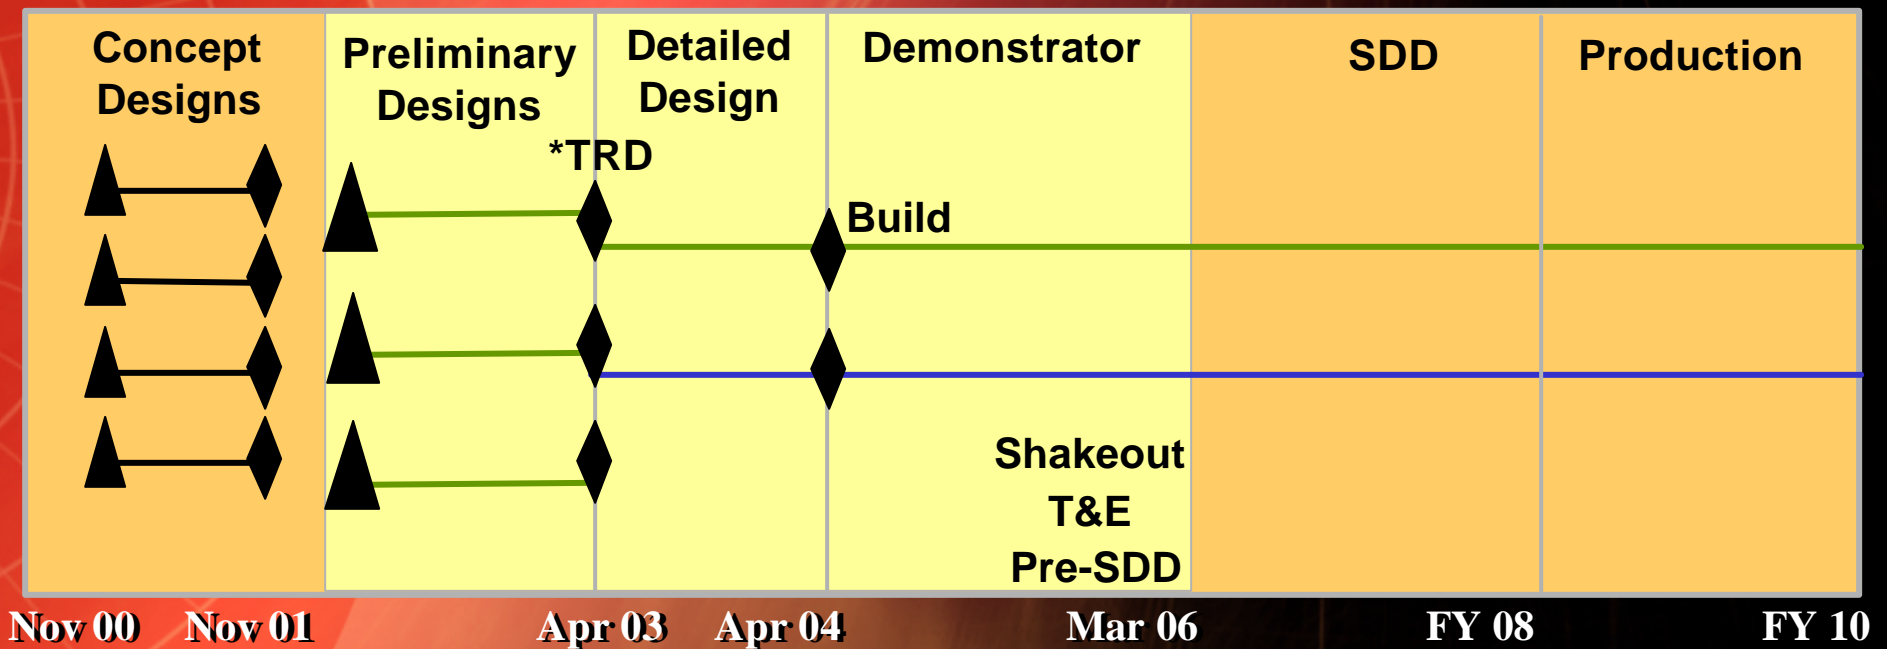 Concept
Designs
Preliminary
Designs
Detailed
Design
Demonstrator
SDD
Production
*TRD
Build
Shakeout
T&E
Pre-SDD
Nov 00
Nov 01
Apr 03
Apr 04
Mar 06
FY 08
FY 10